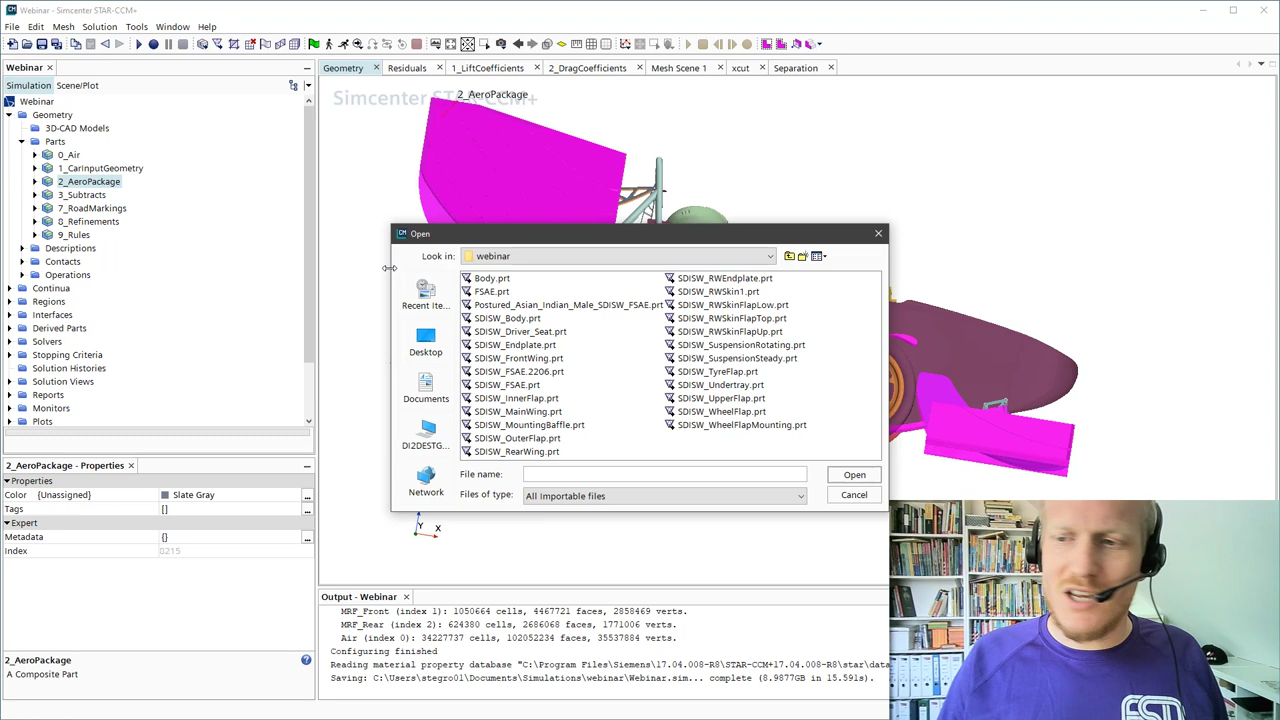 Webinar - Simcenter STAR-CCM+
File Edit Mesh Solution Tools Window Help
Webinar
Simulation Scene/Plot
Webinar
Geometry
3D-CAD Models
Parts
0_Air
1_CarInputGeometry
2_AeroPackage
3_Subtracts
7_RoadMarkings
8_Refinements
9_Rules
Descriptions
Contacts
Operations
Continua
Regions
Interfaces
Derived Parts
Solvers
Stopping Criteria
Solution Histories
Solution Views
Reports
Monitors
Plots
2_AeroPackage - Properties
Properties
Color {Unassigned} Slate Gray ...
Tags [] ...
Expert
Metadata {} ...
Index 0215
2_AeroPackage
A Composite Part
Geometry Residuals 1_LiftCoefficients 2_DragCoefficients Mesh Scene 1 xcut Separation
Simcenter STAR-CCM+
2_AeroPackage
Open
Look in: webinar
Recent Ite...
Desktop
Documents
DI2DESTG...
Network
Body.prt
FSAE.prt
Postured_Asian_Indian_Male_SDISW_FSAE.prt
SDISW_Body.prt
SDISW_Driver_Seat.prt
SDISW_Endplate.prt
SDISW_FrontWing.prt
SDISW_FSAE.2206.prt
SDISW_FSAE.prt
SDISW_InnerFlap.prt
SDISW_MainWing.prt
SDISW_MountingBaffle.prt
SDISW_OuterFlap.prt
SDISW_RearWing.prt
SDISW_RWEndplate.prt
SDISW_RWSkin1.prt
SDISW_RWSkinFlapLow.prt
SDISW_RWSkinFlapTop.prt
SDISW_RWSkinFlapUp.prt
SDISW_SuspensionRotating.prt
SDISW_SuspensionSteady.prt
SDISW_TyreFlap.prt
SDISW_Undertray.prt
SDISW_UpperFlap.prt
SDISW_WheelFlap.prt
SDISW_WheelFlapMounting.prt
File name: Open
Files of type: All importable files Cancel
Y X
Output - Webinar
MRF_Front (index 1): 1050664 cells, 4467721 faces, 2858469 verts.
MRF_Rear (index 2): 624380 cells, 2686068 faces, 1771006 verts.
Air (index 0): 34227737 cells, 102052234 faces, 35537884 verts.
Configuring finished
Reading material property database "C:\Program Files\Siemens\17.04.008-R8\STAR-CCM+17.04.008-R8\star\data
Saving: C:\Users\stegro01\Documents\Simulations\webinar\Webinar.sim... complete (8.9877GB in 15.591s).